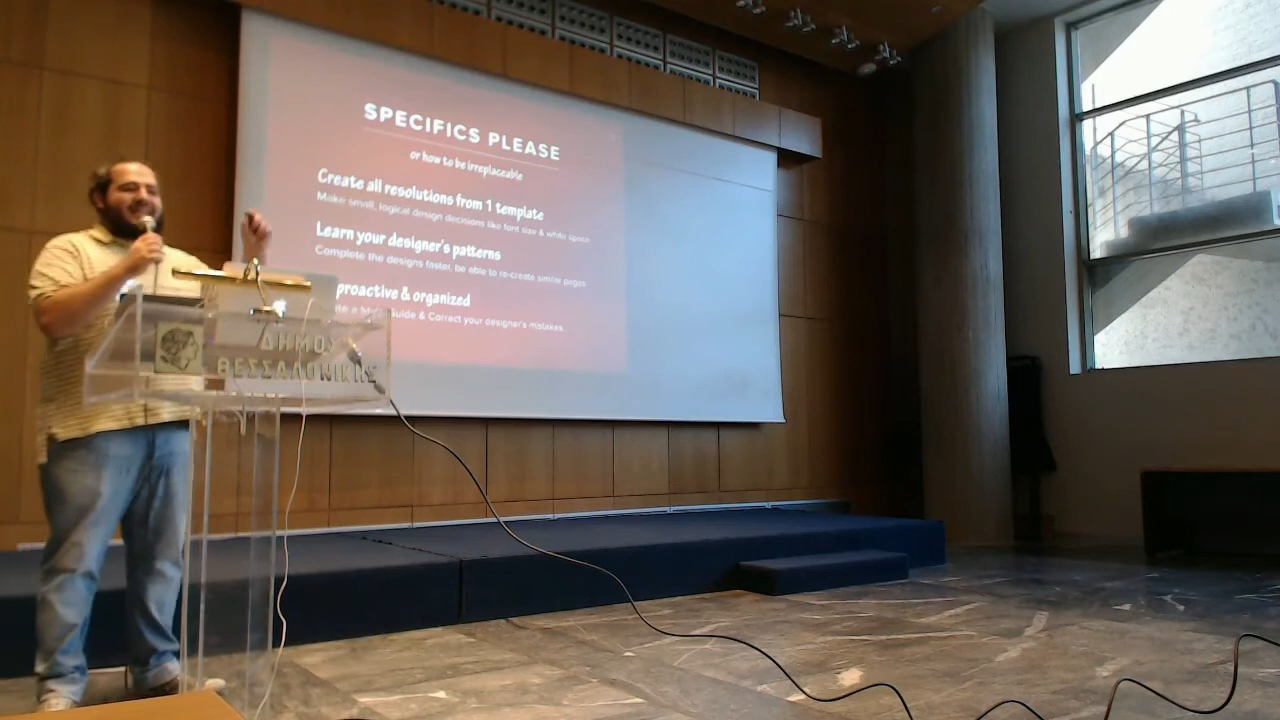 SPECIFICS PLEASE
or how to be irreplaceable
Create all resolutions from 1 template
Make small, logical design decisions like font size & white space
Learn your designer's patterns
Complete the designs faster, be able to re-create similar pages
proactive & organized
a Guide & Correct your designer's mistakes
ΔΗΜΟΣ
ΘΕΣΣΑΛΟΝΙΚΗΣ